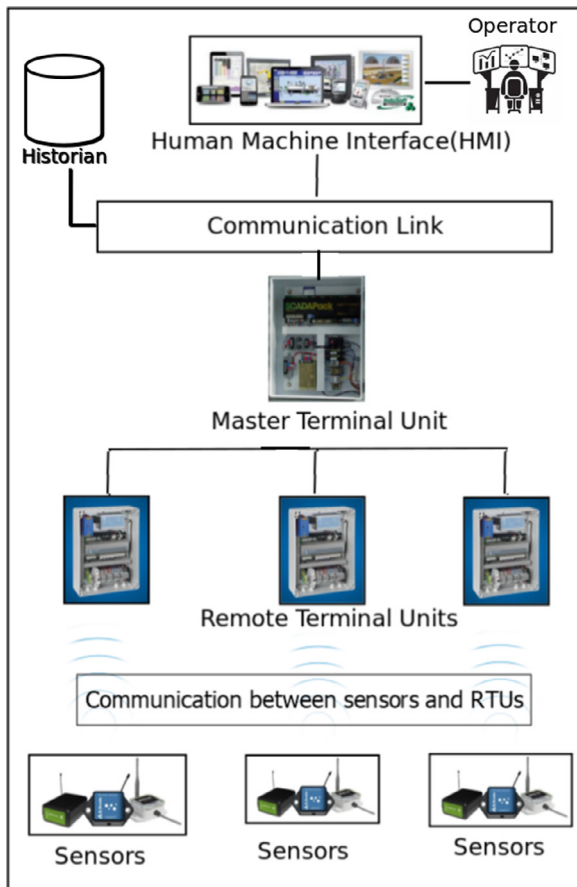 Operator
Historian
Human Machine Interface(HMI)
Communication Link
Master Terminal Unit
Remote Terminal Units
Communication between sensors and RTUs
Sensors
Sensors
Sensors